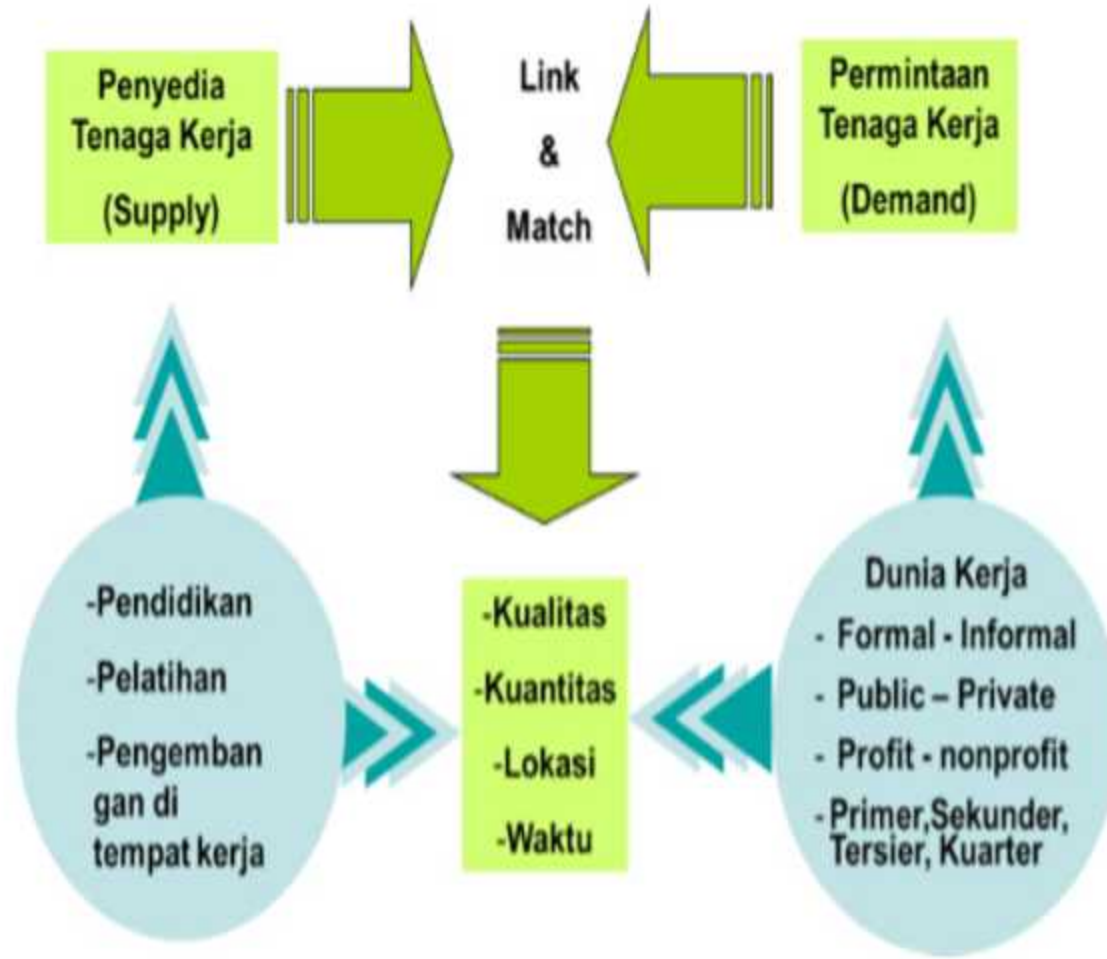 Penyedia
Tenaga Kerja
(Supply)
Link
&
Match
Permintaan
Tenaga Kerja
(Demand)
-Pendidikan
-Pelatihan
-Pengemban
gan di
tempat kerja
-Kualitas
-Kuantitas
-Lokasi
-Waktu
Dunia Kerja
- Formal - Informal
- Public – Private
- Profit - nonprofit
- Primer,Sekunder,
Tersier, Kuarter